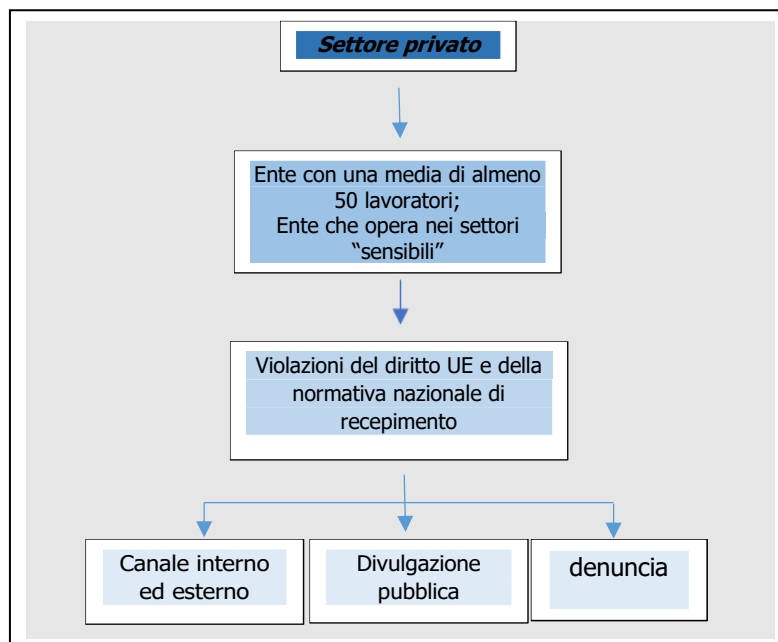 Settore privato
Ente con una media di almeno
50 lavoratori;
Ente che opera nei settori
“sensibili”
Violazioni del diritto UE e della
normativa nazionale di
recepimento
Canale interno
ed esterno
Divulgazione
pubblica
denuncia